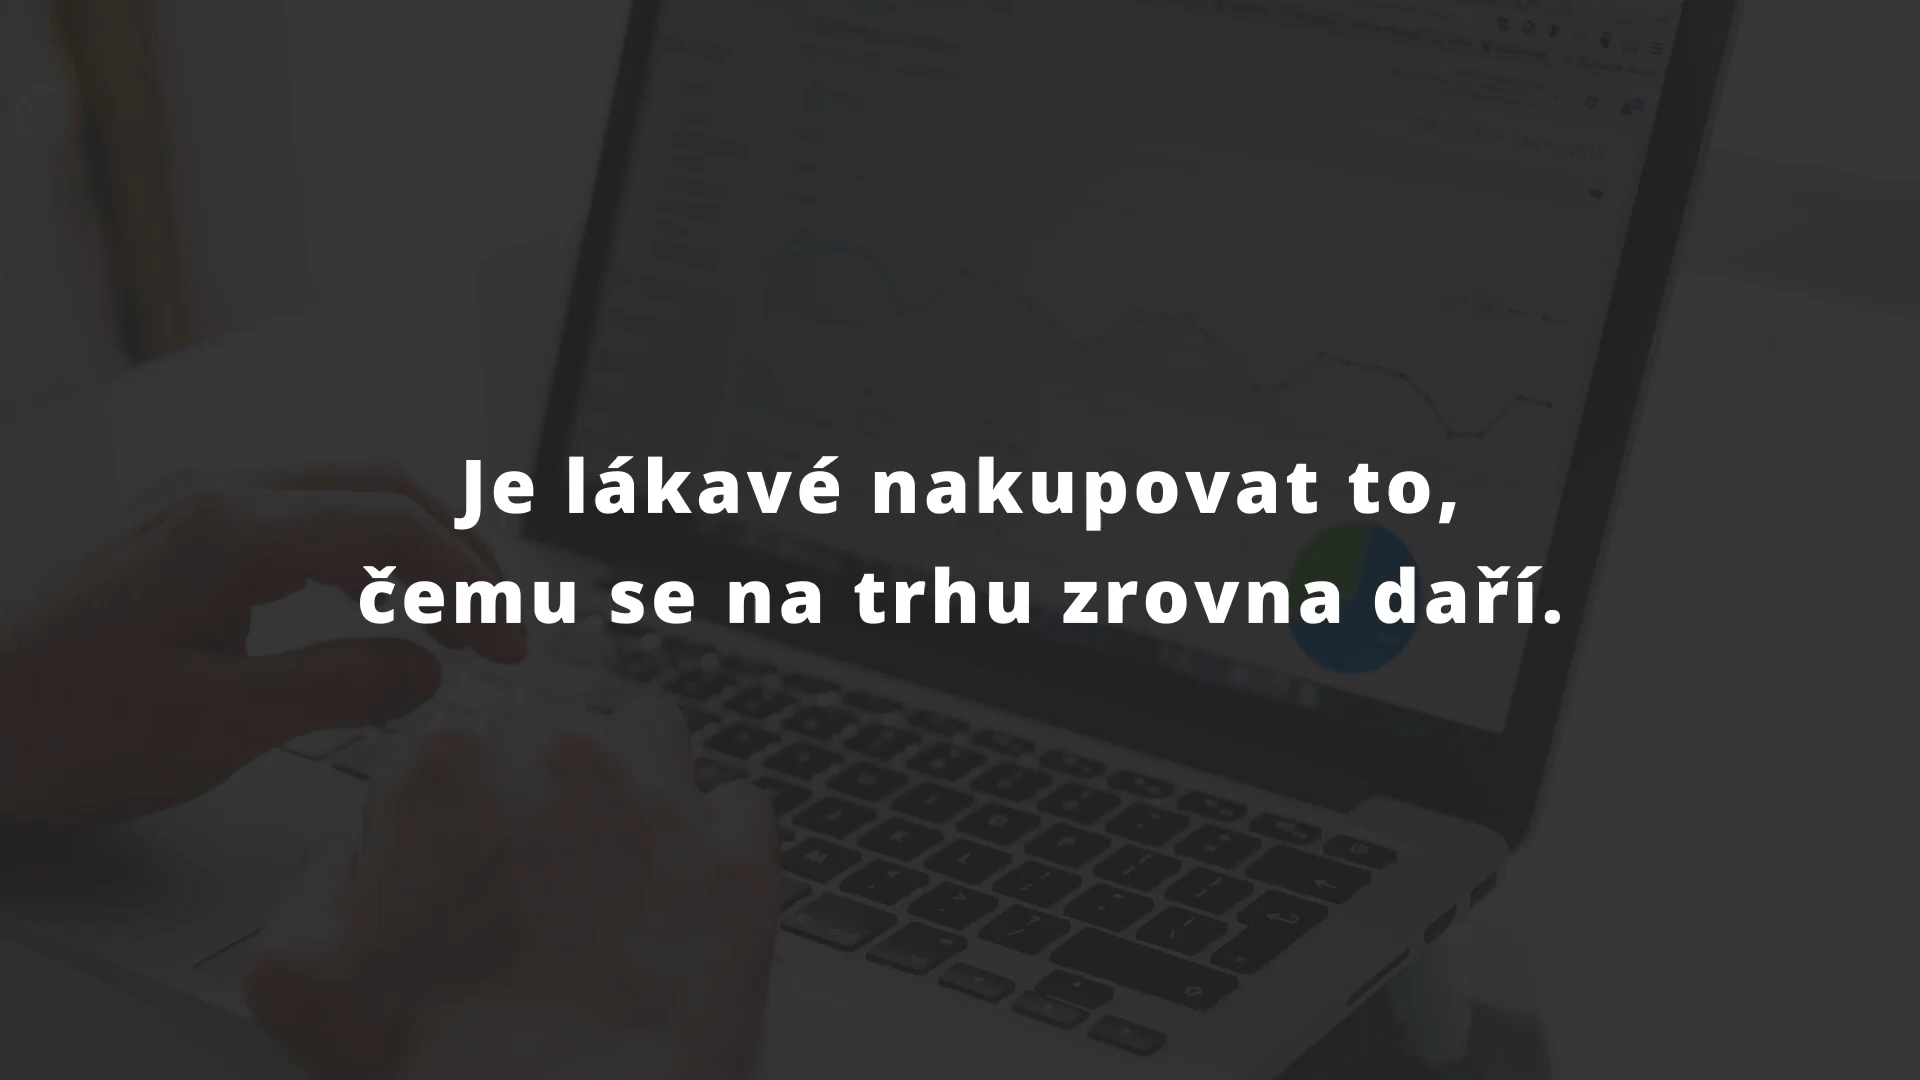 Je lákavé nakupovat to,
čemu se na trhu zrovna daří.